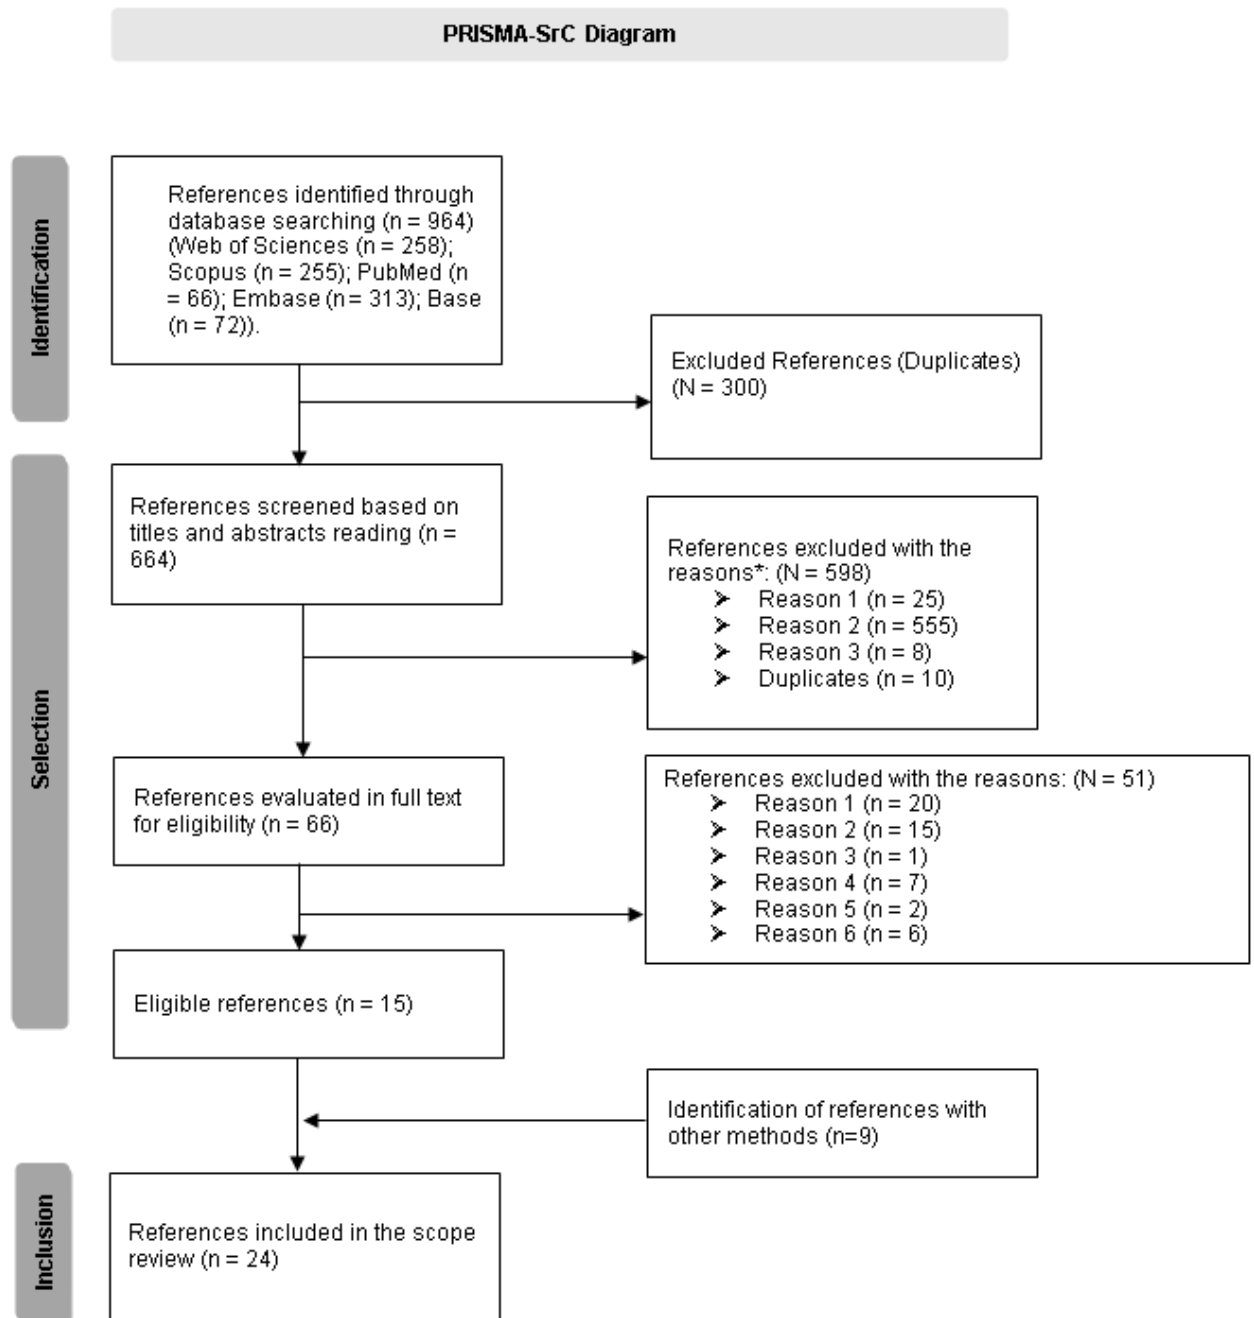 PRISMA-SrC Diagram
Identification
References identified through
database searching (n = 964)
(Web of Sciences (n = 258);
Scopus (n = 255); PubMed (n
= 66); Embase (n = 313); Base
(n = 72)).
Excluded References (Duplicates)
(N = 300)
Selection
References screened based on
titles and abstracts reading (n =
664)
References excluded with the
reasons*: (N = 598)
➤ Reason 1 (n = 25)
➤ Reason 2 (n = 555)
➤ Reason 3 (n = 8)
➤ Duplicates (n = 10)
References evaluated in full text
for eligibility (n = 66)
References excluded with the reasons: (N = 51)
➤ Reason 1 (n = 20)
➤ Reason 2 (n = 15)
➤ Reason 3 (n = 1)
➤ Reason 4 (n = 7)
➤ Reason 5 (n = 2)
➤ Reason 6 (n = 6)
Eligible references (n = 15)
Identification of references with
other methods (n=9)
Inclusion
References included in the scope
review (n = 24)